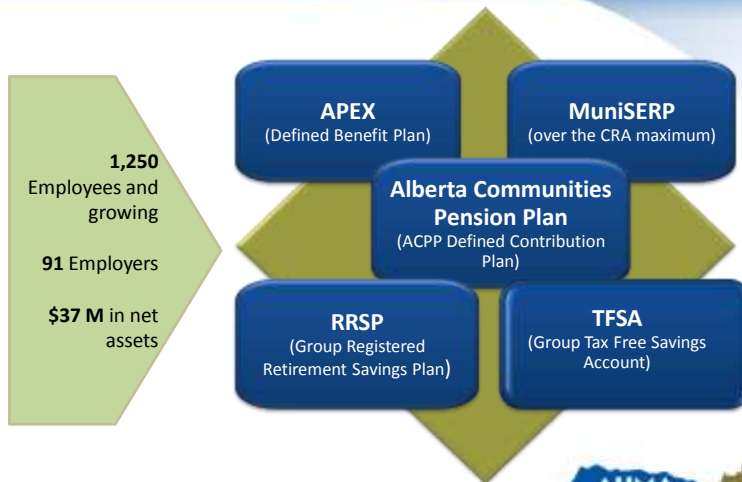 APEX
(Defined Benefit Plan)
MuniSERP
(over the CRA maximum)
1,250
Employees and
growing
91 Employers
$37 M in net
assets
Alberta Communities
Pension Plan
(ACPP Defined Contribution
Plan)
RRSP
(Group Registered
Retirement Savings Plan)
TFSA
(Group Tax Free Savings
Account)